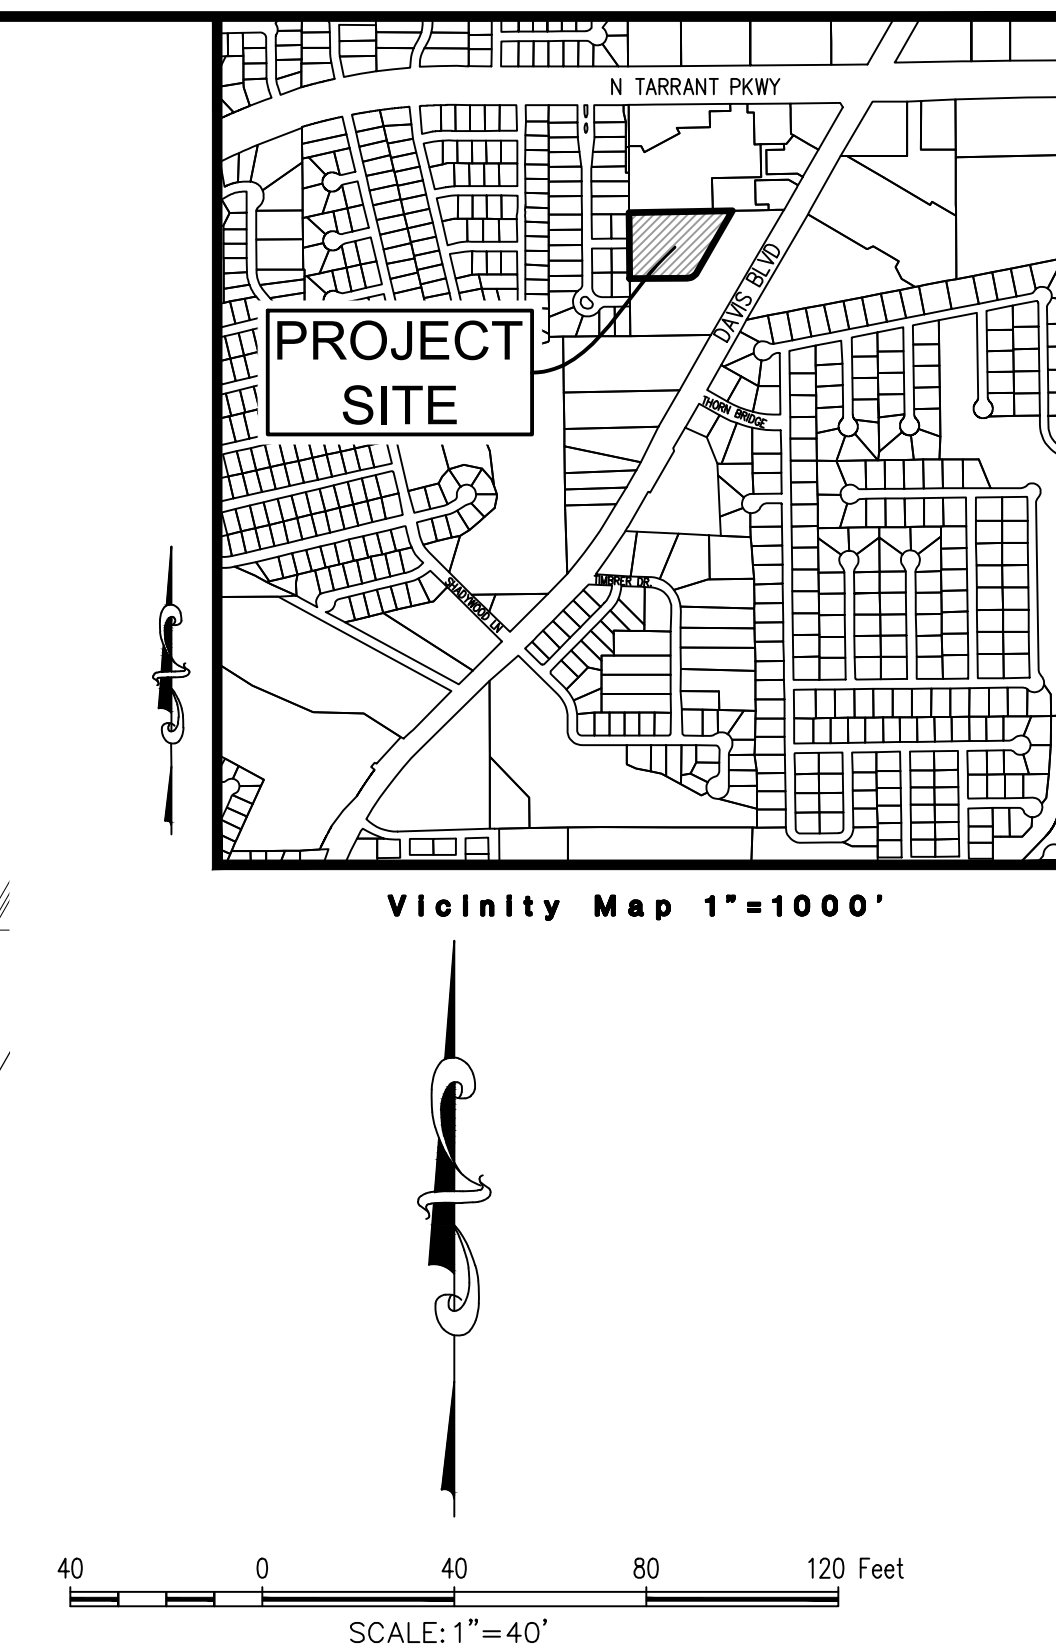 N TARRANT PKWY
DAVIS BLVD
PROJECT
SITE
THORN BRIDGE
TIMBRER DR.
SHADYWOOD LN
Vicinity Map 1"=1000'
40 0 40 80 120 Feet
SCALE: 1"=40'